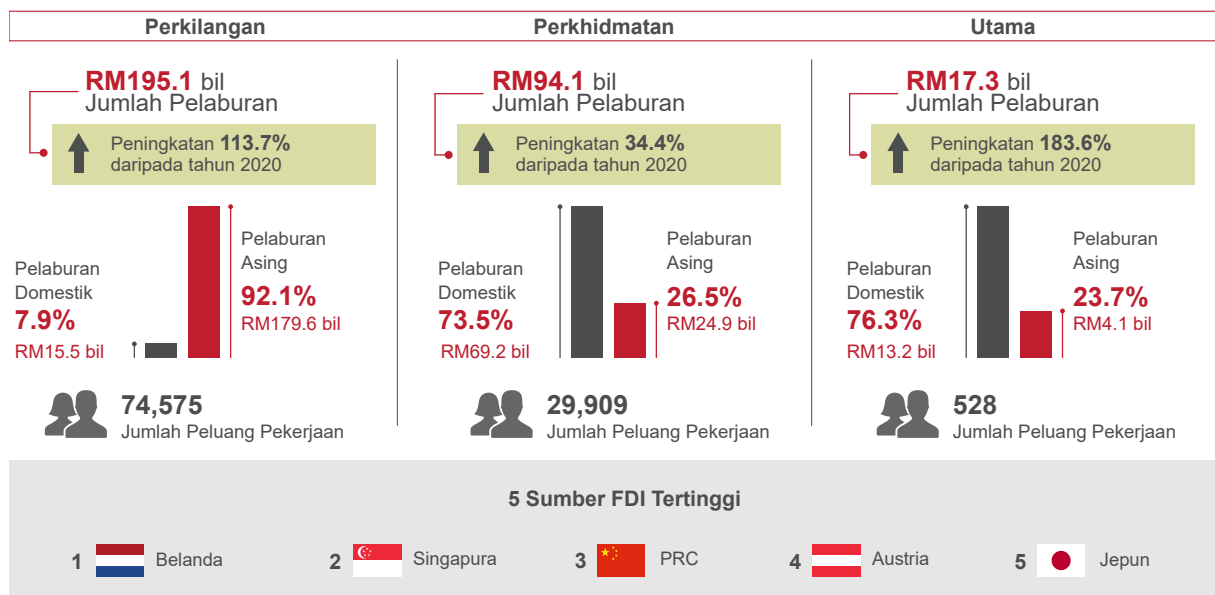 Perkilangan
Perkhidmatan
Utama
RM195.1 bil
Jumlah Pelaburan
Peningkatan 113.7%
daripada tahun 2020
Pelaburan
Domestik
7.9%
RM15.5 bil
Pelaburan
Asing
92.1%
RM179.6 bil
74,575
Jumlah Peluang Pekerjaan
RM94.1 bil
Jumlah Pelaburan
Peningkatan 34.4%
daripada tahun 2020
Pelaburan
Domestik
73.5%
RM69.2 bil
Pelaburan
Asing
26.5%
RM24.9 bil
29,909
Jumlah Peluang Pekerjaan
RM17.3 bil
Jumlah Pelaburan
Peningkatan 183.6%
daripada tahun 2020
Pelaburan
Domestik
76.3%
RM13.2 bil
Pelaburan
Asing
23.7%
RM4.1 bil
528
Jumlah Peluang Pekerjaan
5 Sumber FDI Tertinggi
1 Belanda
2 Singapura
3 PRC
4 Austria
5 Jepun